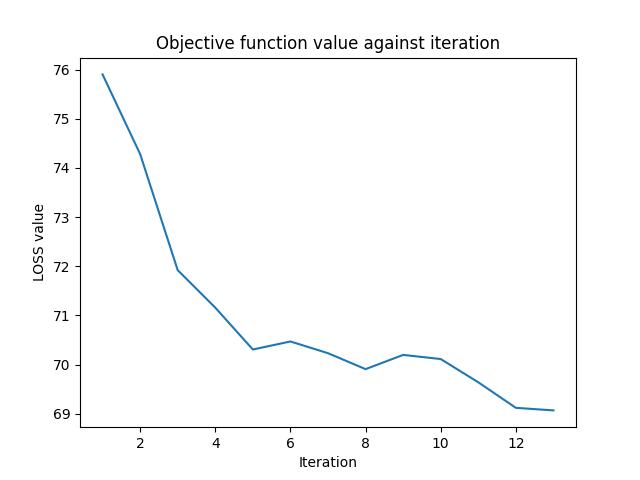 Objective function value against iteration
76
75
74
73
72
71
70
69
LOSS value
2 4 6 8 10 12
Iteration